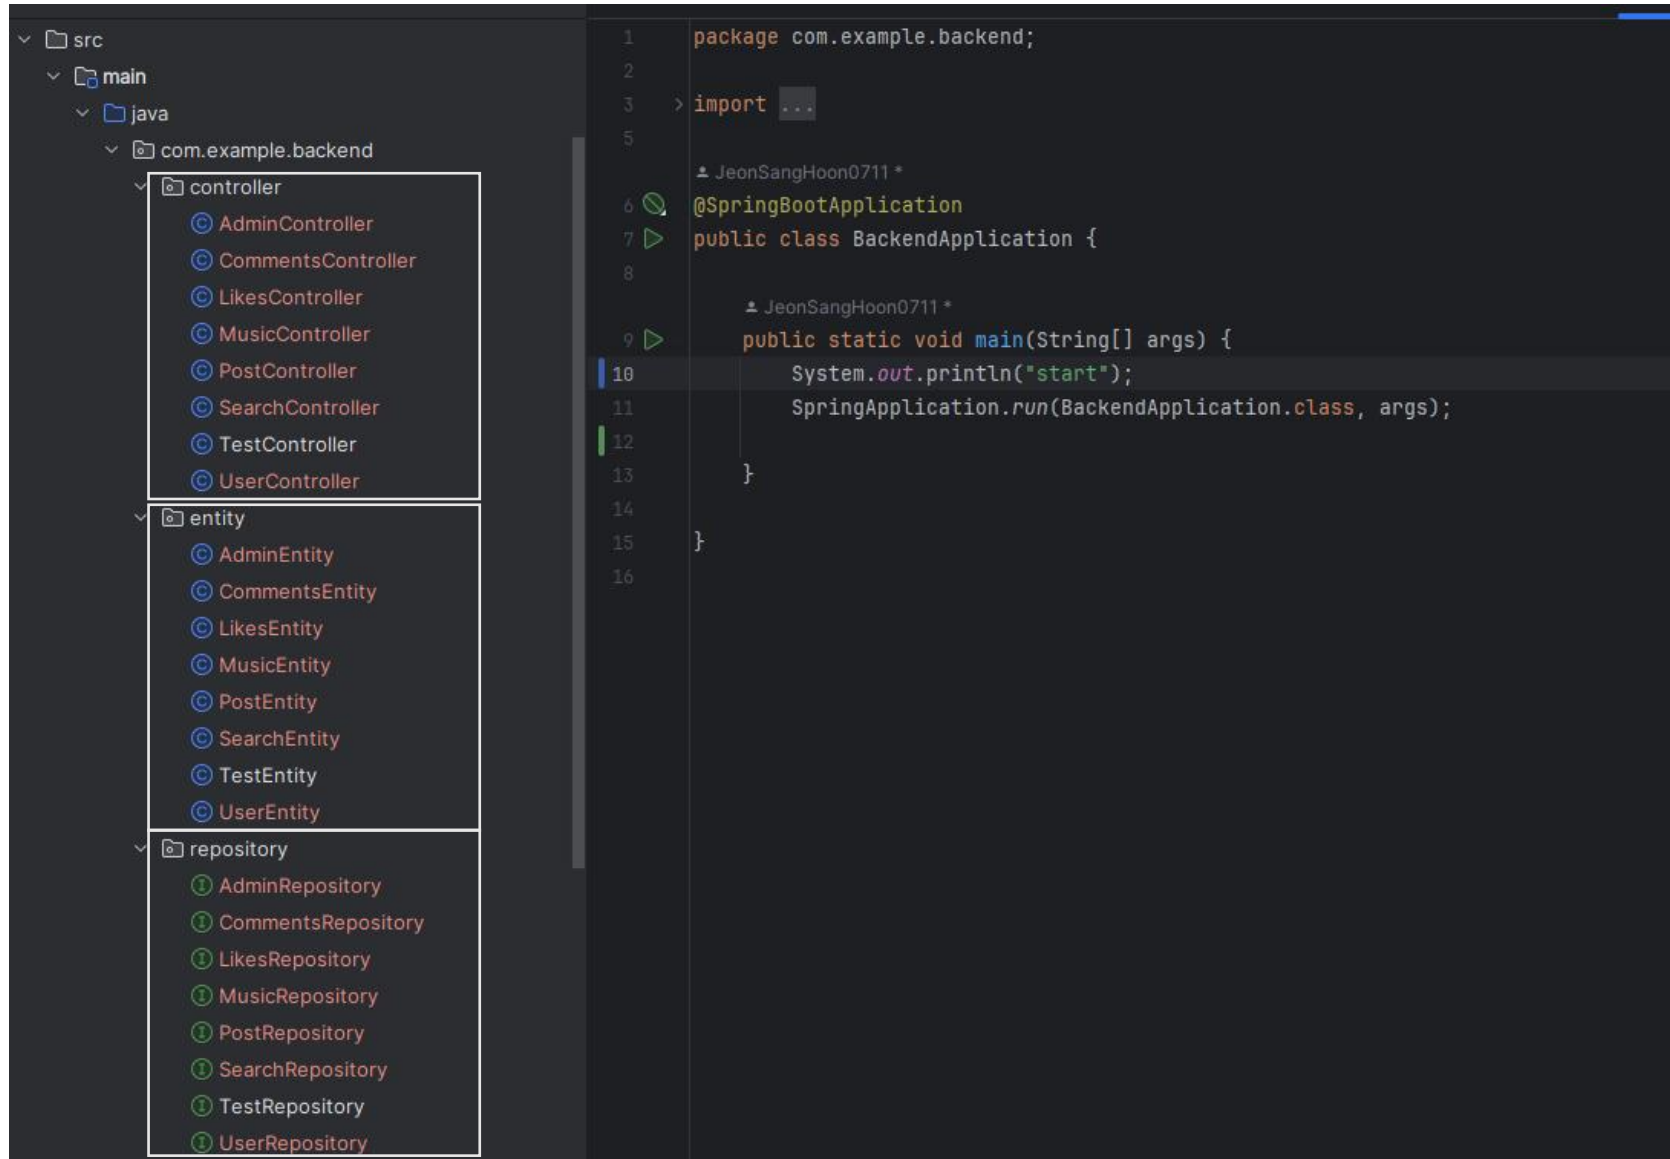 src
main
java
com.example.backend
controller
AdminController
CommentsController
LikesController
MusicController
PostController
SearchController
TestController
UserController
entity
AdminEntity
CommentsEntity
LikesEntity
MusicEntity
PostEntity
SearchEntity
TestEntity
UserEntity
repository
AdminRepository
CommentsRepository
LikesRepository
MusicRepository
PostRepository
SearchRepository
TestRepository
UserRepository
1 package com.example.backend;
2
3 import ...
5
JeonSangHoon0711 *
6 @SpringBootApplication
7 public class BackendApplication {
8
JeonSangHoon0711 *
9 public static void main(String[] args) {
10 System.out.println("start");
11 SpringApplication.run(BackendApplication.class, args);
12
13 }
14
15 }
16